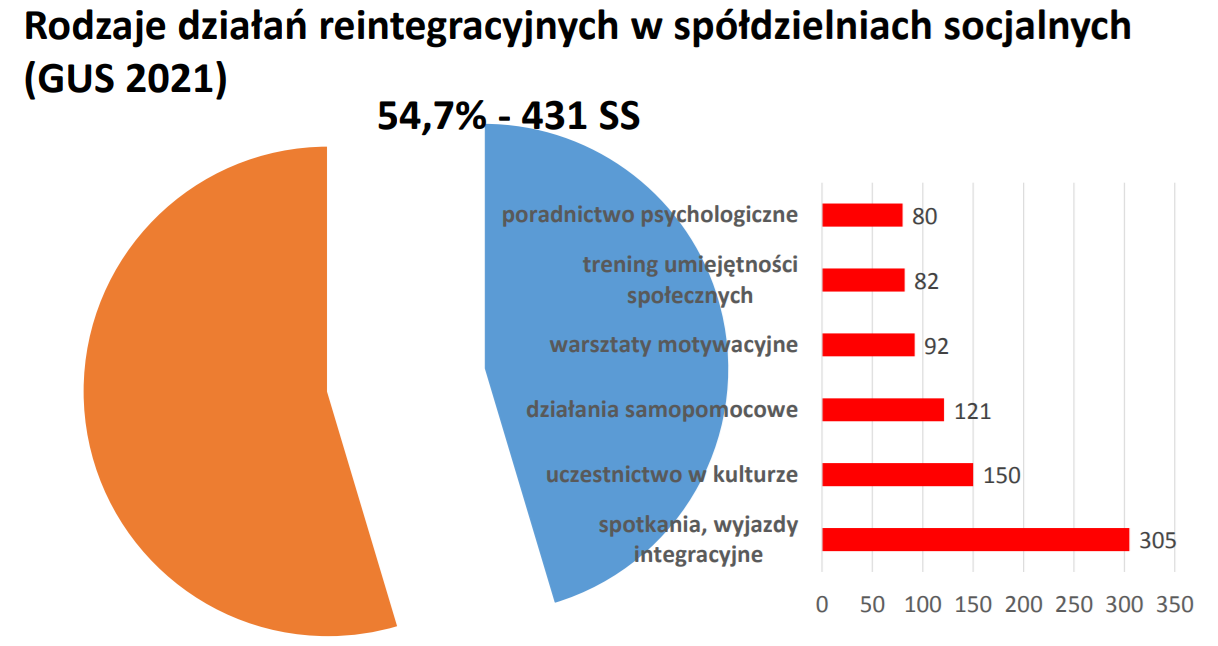 Rodzaje działań reintegracyjnych w spółdzielniach socjalnych
(GUS 2021)
54,7% - 431 SS
poradnictwo psychologiczne
80
trening umiejętności
społecznych
82
warsztaty motywacyjne
92
działania samopomocowe
121
uczestnictwo w kulturze
150
spotkania, wyjazdy
integracyjne
305
0 50 100 150 200 250 300 350